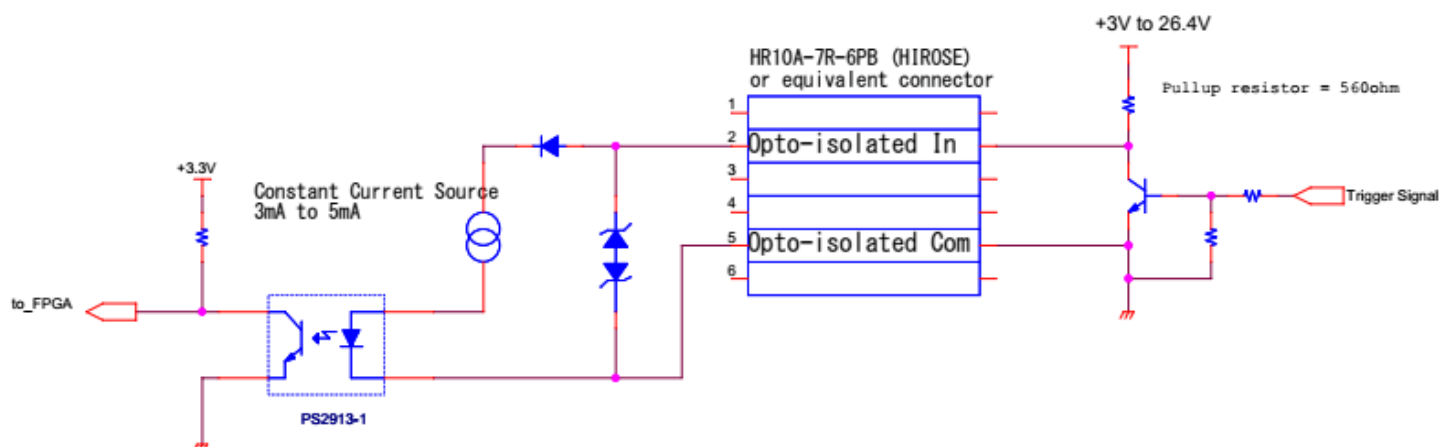 +3V to 26.4V
HR10A-7R-6PB (HIROSE)
or equivalent connector
Pullup resistor = 560ohm
1
2
Opto-isolated In
3
4
5
Opto-isolated Com
6
+3.3V
Constant Current Source
3mA to 5mA
Trigger Signal
to_FPGA
PS2913-1